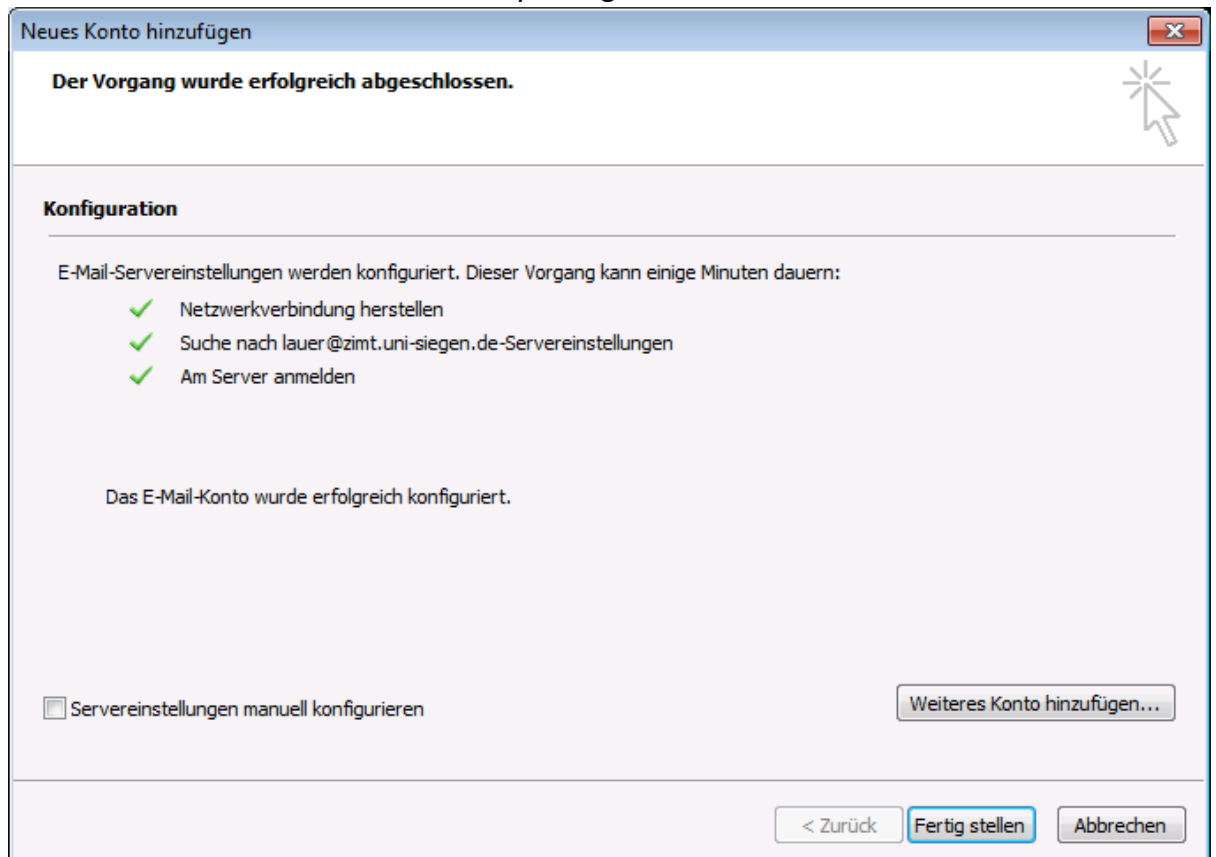 Neues Konto hinzufügen
Der Vorgang wurde erfolgreich abgeschlossen.
Konfiguration
E-Mail-Servereinstellungen werden konfiguriert. Dieser Vorgang kann einige Minuten dauern:
Netzwerkverbindung herstellen
Suche nach lauer@zimt.uni-siegen.de-Servereinstellungen
Am Server anmelden
Das E-Mail-Konto wurde erfolgreich konfiguriert.
Servereinstellungen manuell konfigurieren
Weiteres Konto hinzufügen...
< Zurück
Fertig stellen
Abbrechen